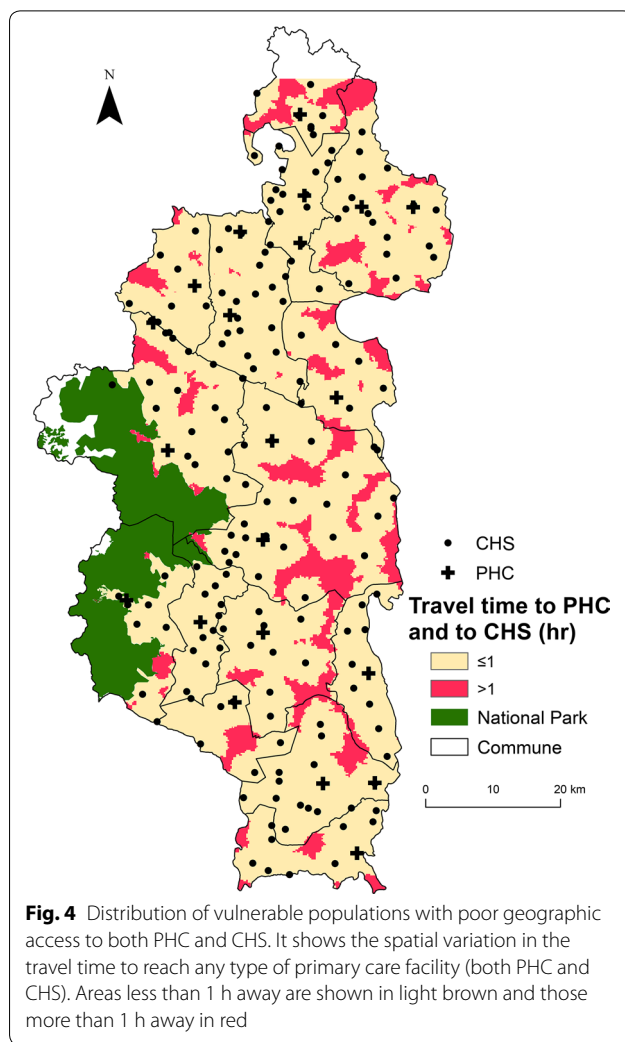 N
CHS
PHC
Travel time to PHC
and to CHS (hr)
≤1
>1
National Park
Commune
0 10 20 km
Fig. 4 Distribution of vulnerable populations with poor geographic
access to both PHC and CHS. It shows the spatial variation in the
travel time to reach any type of primary care facility (both PHC and
CHS). Areas less than 1 h away are shown in light brown and those
more than 1 h away in red